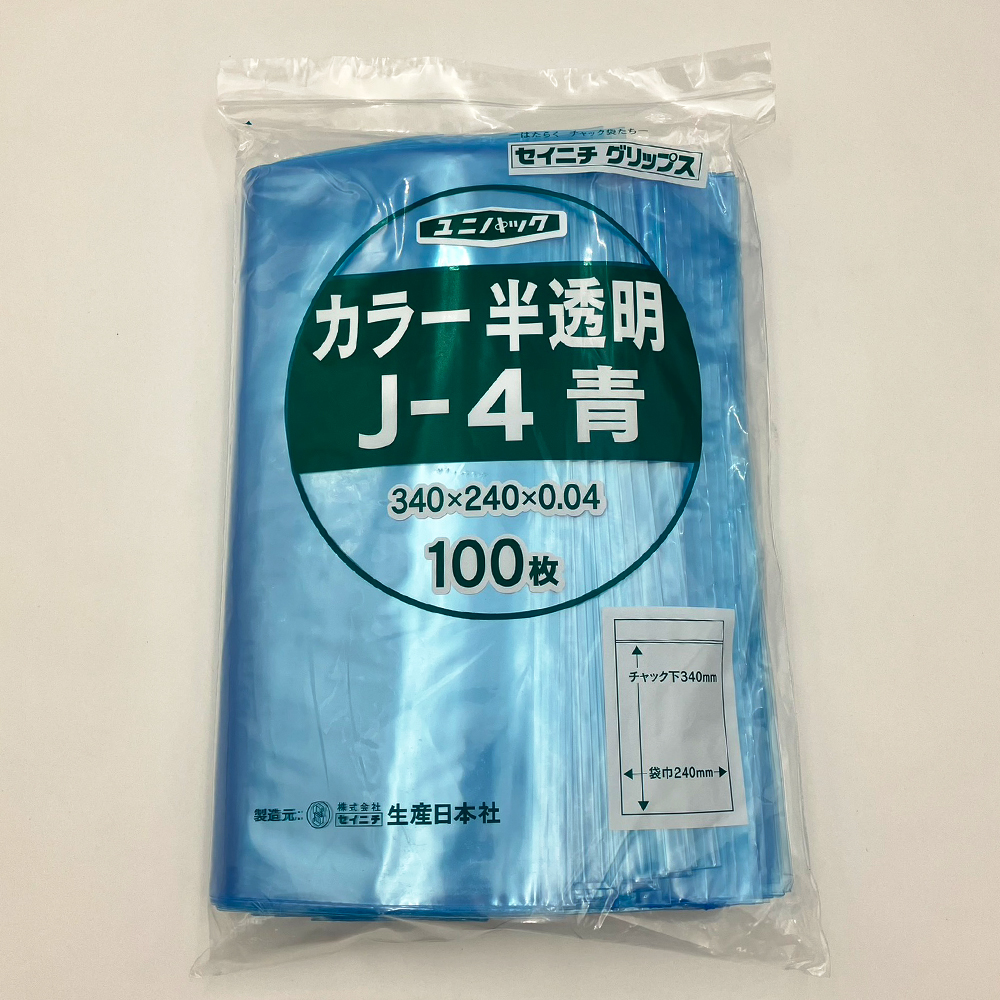 ―はたらく チャック袋たち―
セイニチ グリップス
ユニパック
カラー半透明
J-4 青
340×240×0.04
100枚
チャック下340mm
袋巾240mm
製造元: 株式会社 セイニチ 生産日本社